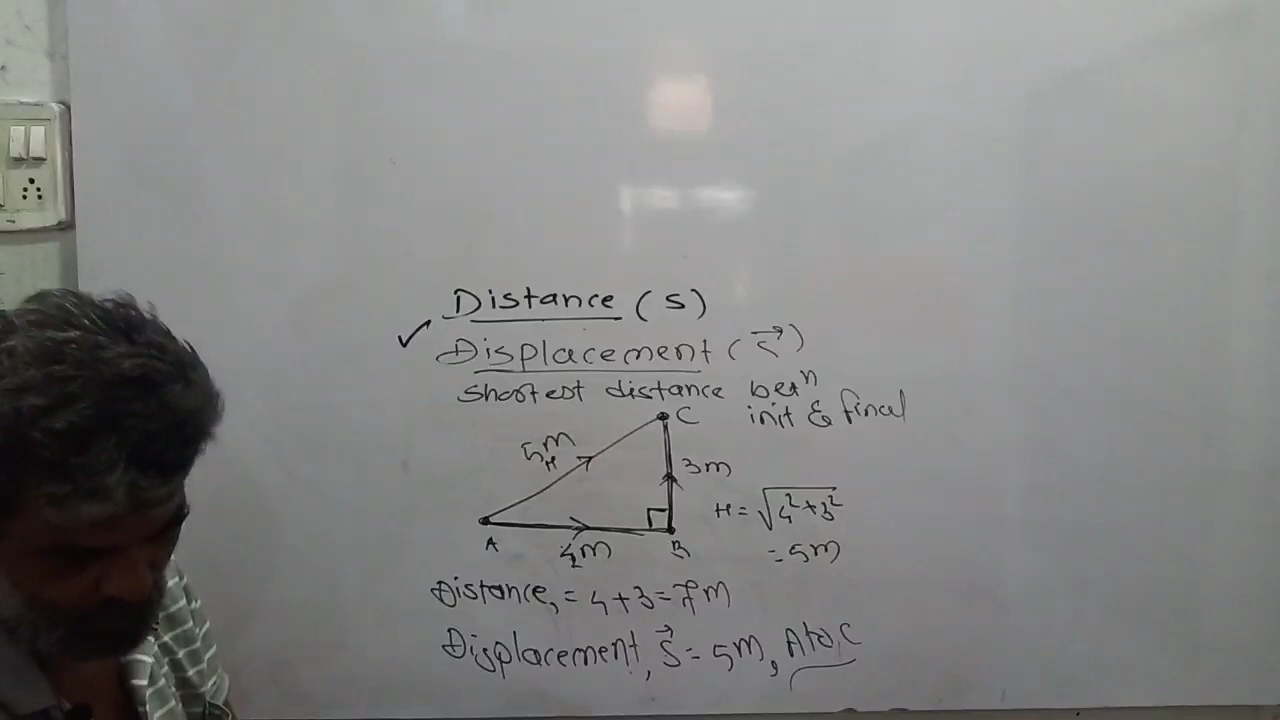 Distance (S)
✓
Displacement (S⃗)
Shortest distance betⁿ
init & final
C
5m
H
3m
H = √4²+3²
A
4m
B
= 5m
Distance, = 4+3=7m
Displacement, S⃗ = 5m, A to C